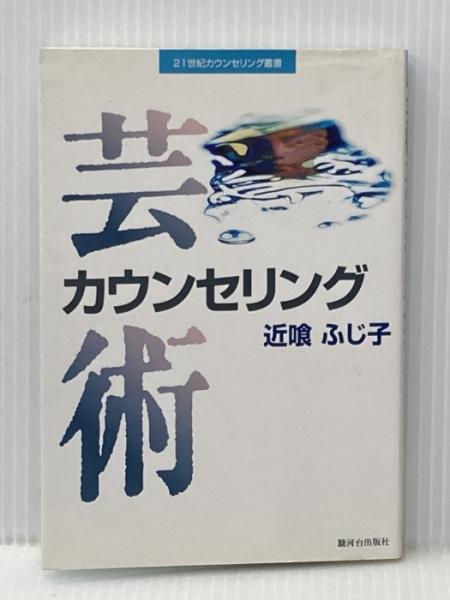 21世紀カウンセリング叢書
芸術
カウンセリング
近喰 ふじ子
駿河台出版社